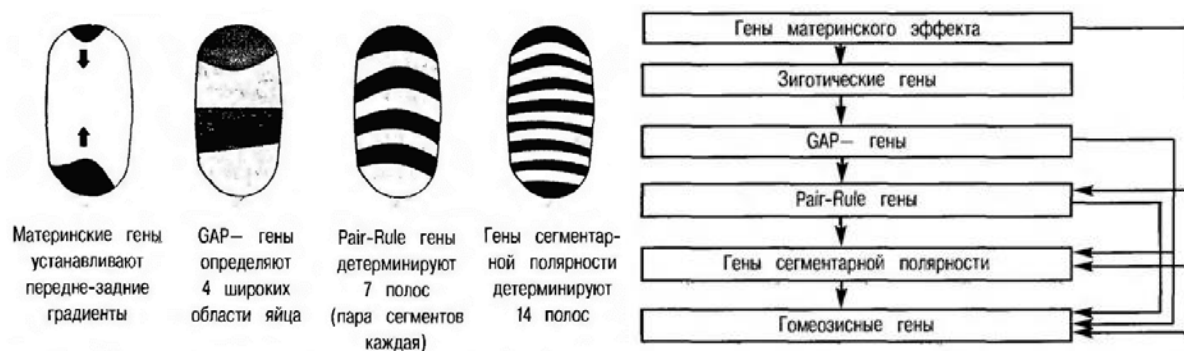 Материнские гены
устанавливают
передне-задние
градиенты
GAP— гены
определяют
4 широких
области яйца
Pair-Rule гены
детерминируют
7 полос
(пара сегментов
каждая)
Гены сегментар-
ной полярности
детерминируют
14 полос
Гены материнского эффекта
Зиготические гены
GAP— гены
Pair-Rule гены
Гены сегментарной полярности
Гомеозисные гены